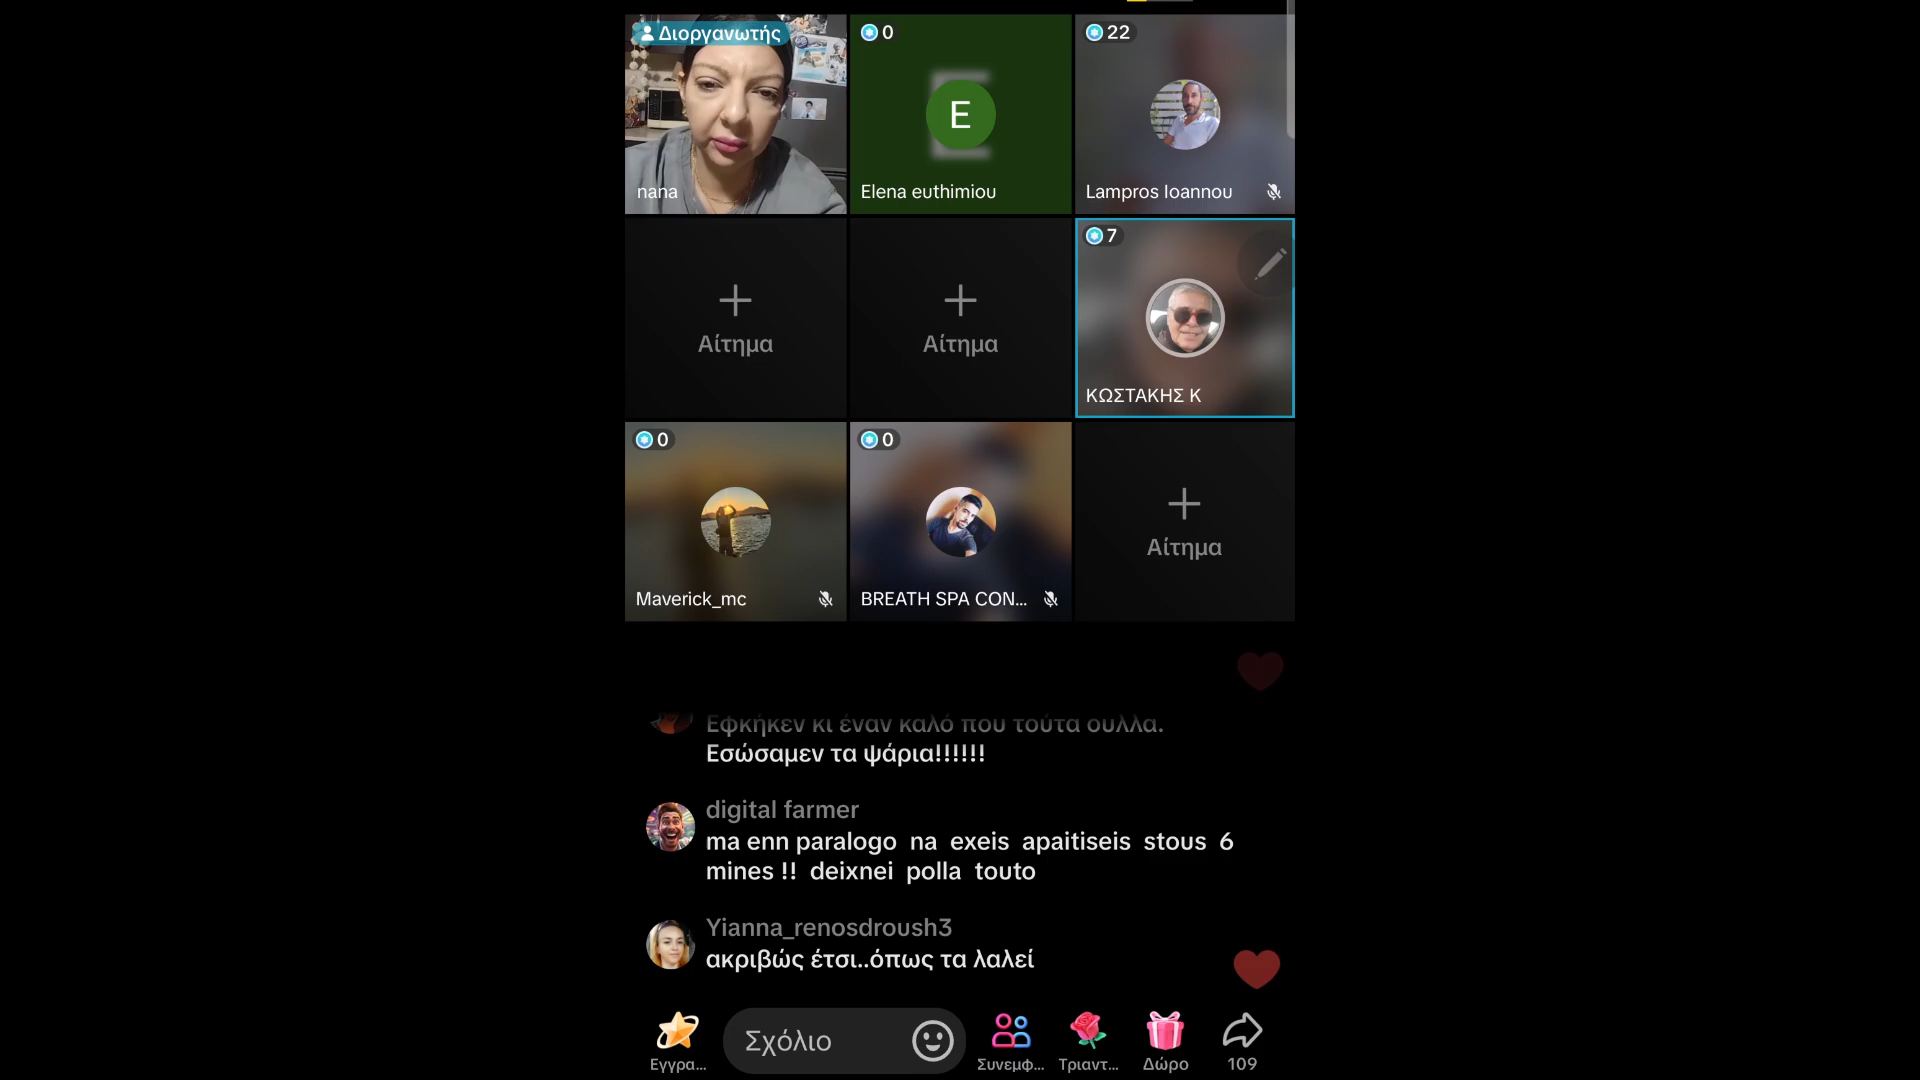 Διοργανωτής
0
22
E
nana
Elena euthimiou
Lampros Ioannou
7
Αίτημα
Αίτημα
ΚΩΣΤΑΚΗΣ Κ
0
0
Αίτημα
Maverick_mc
BREATH SPA CON...
Εφκήκεν κι έναν καλό που τούτα ούλλα.
Εσώσαμεν τα ψάρια!!!!!!
digital farmer
ma enn paralogo na exeis apaitiseis stous 6
mines !! deixnei polla touto
Yianna_renosdroush3
ακριβώς έτσι..όπως τα λαλεί
Σχόλιο
Εγγρα...
Συνεμφ...
Τριαντ...
Δώρο
109